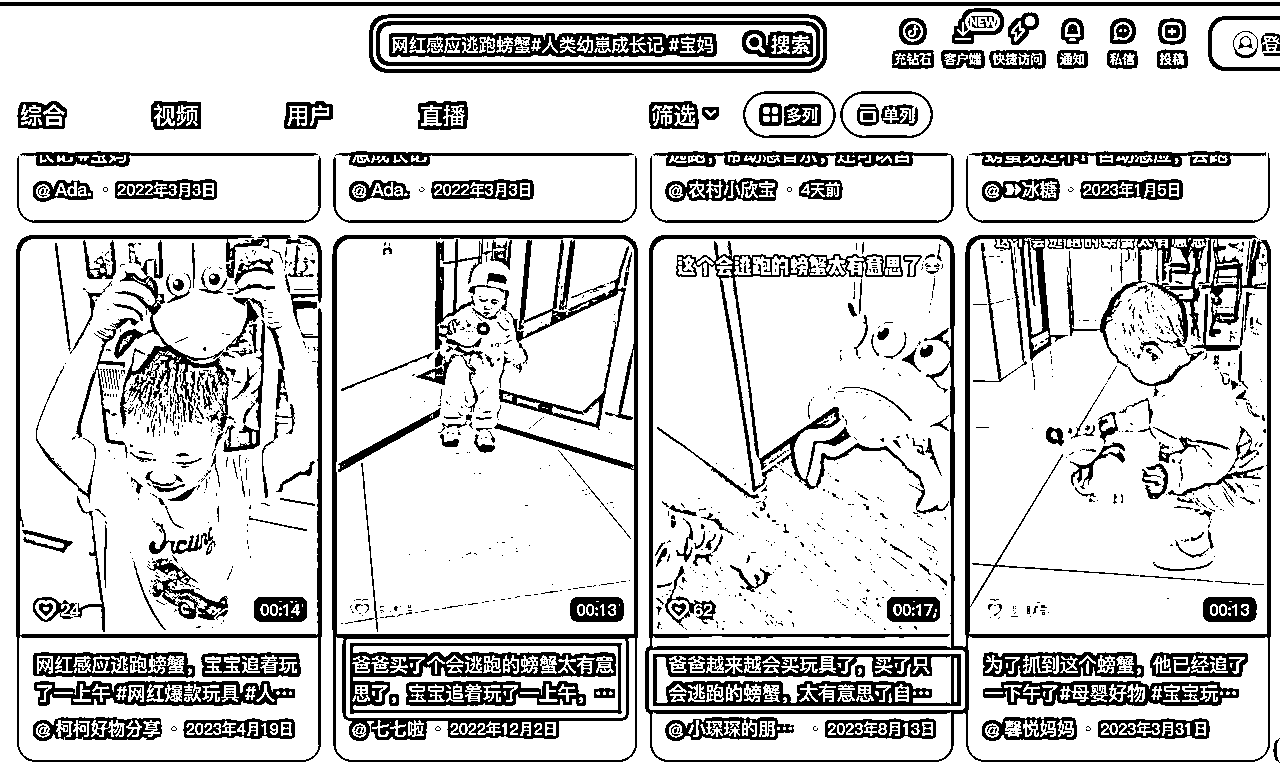 网红感应逃跑螃蟹#人类幼崽成长记 #宝妈
搜索
NEW
充钻石 客户端 快捷访问 通知 私信 投稿
综合 视频 用户 直播 筛选 多列 单列
@Ada. · 2022年3月3日
@Ada. · 2022年3月3日
@农村小欣宝 · 4天前
冰糖 · 2023年1月5日
这个会逃跑的螃蟹太有意思了
24 00:14
00:13
62 00:17
00:13
网红感应逃跑螃蟹，宝宝追着玩
了一上午 #网红爆款玩具 #人…
@柯柯好物分享 · 2023年4月19日
爸爸买了个会逃跑的螃蟹太有意
思了，宝宝追着玩了一上午，…
@七七啦 · 2022年12月2日
爸爸越来越会买玩具了，买了只
会逃跑的螃蟹，太有意思了自…
@小琛琛的朋… · 2023年8月13日
为了抓到这个螃蟹，他已经追了
一下午了#母婴好物 #宝宝玩…
@馨悦妈妈 · 2023年3月31日